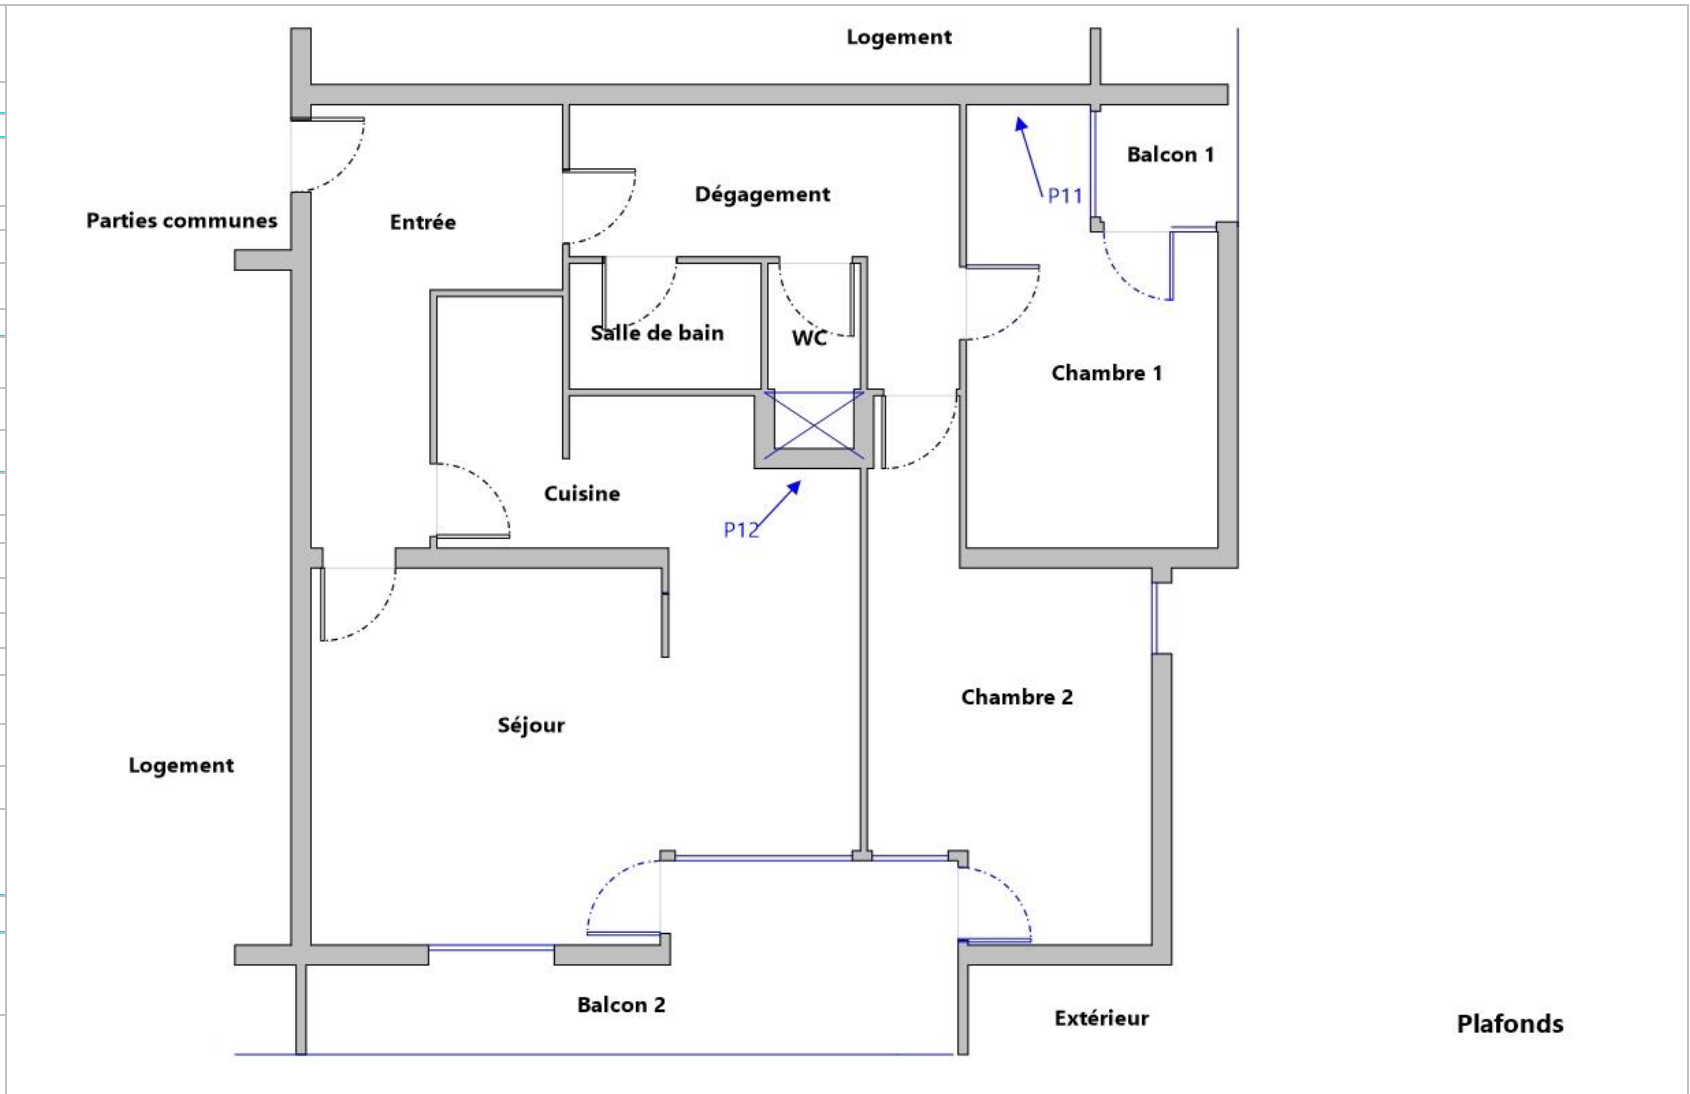 Logement
Balcon 1
Dégagement
P11
Parties communes
Entrée
Salle de bain
WC
Chambre 1
Cuisine
P12
Chambre 2
Séjour
Logement
Balcon 2
Extérieur
Plafonds